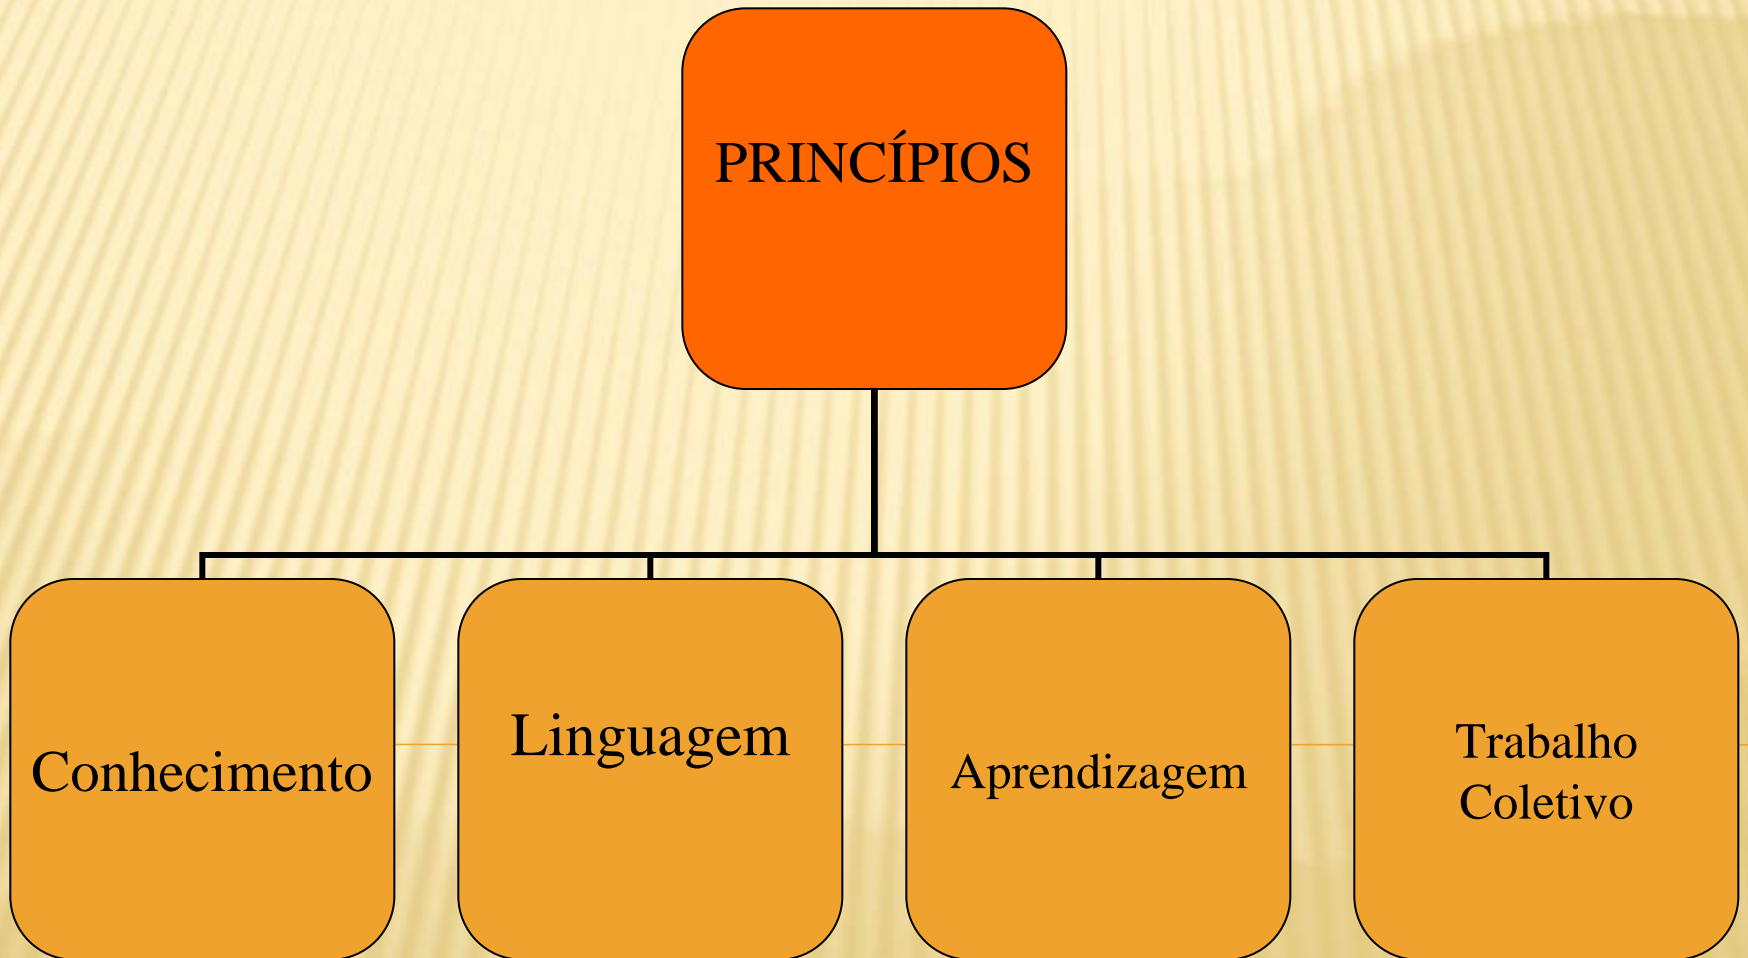 PRINCÍPIOS
Conhecimento
Linguagem
Aprendizagem
Trabalho
Coletivo